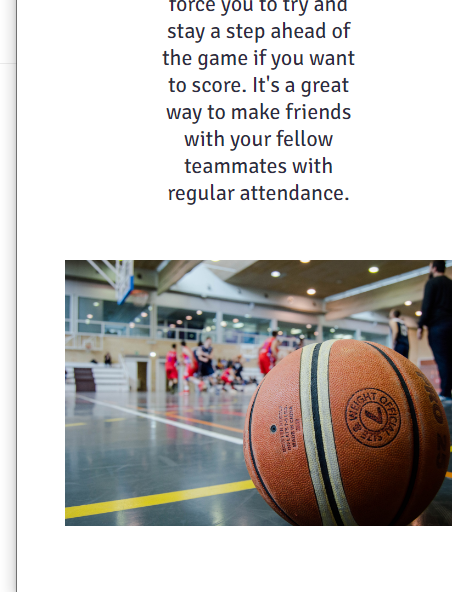 force you to try and
stay a step ahead of
the game if you want
to score. It's a great
way to make friends
with your fellow
teammates with
regular attendance.
OFFICIAL SIZE & WEIGHT